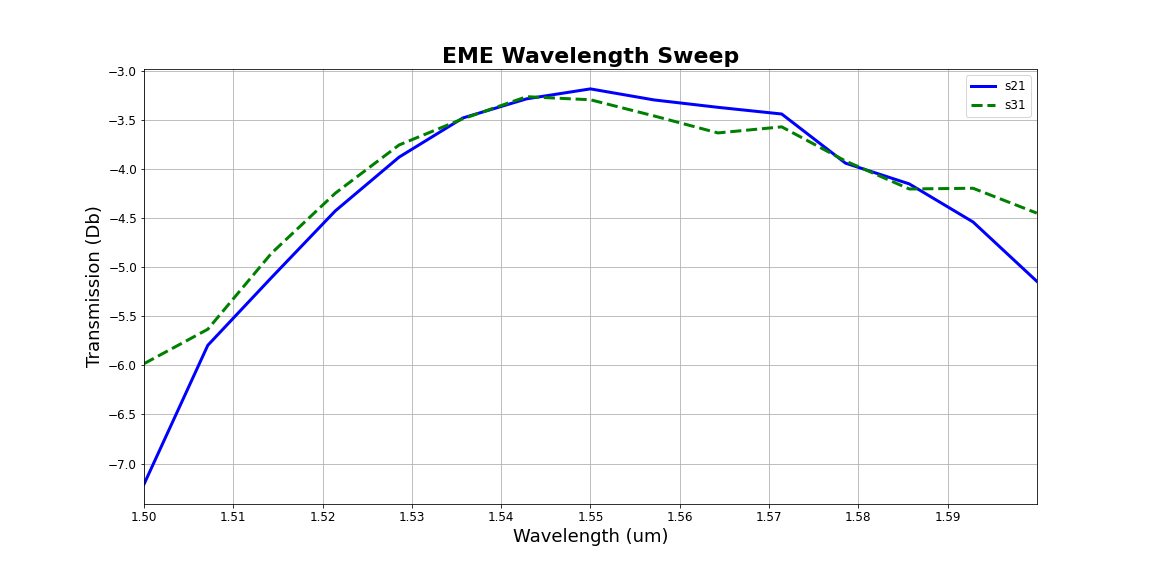 EME Wavelength Sweep
s21
s31
Transmission (Db)
−3.0
−3.5
−4.0
−4.5
−5.0
−5.5
−6.0
−6.5
−7.0
1.50 1.51 1.52 1.53 1.54 1.55 1.56 1.57 1.58 1.59
Wavelength (um)